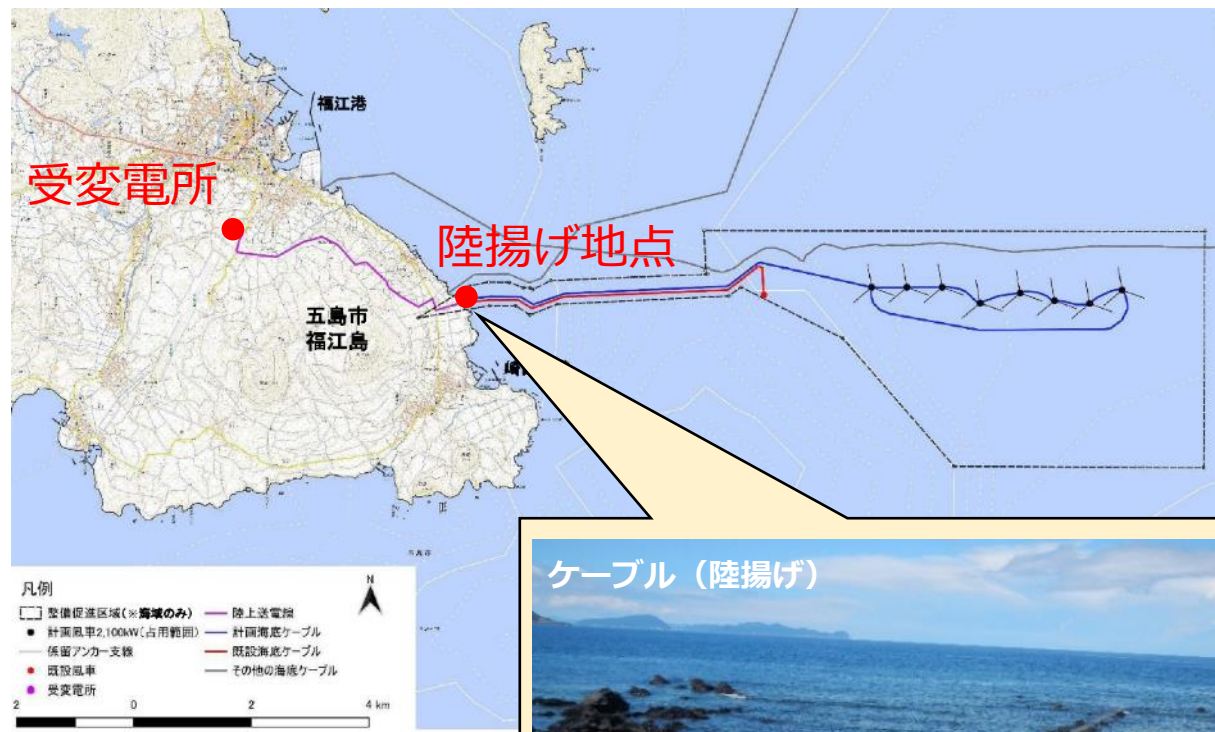 福江港
受変電所
陸揚げ地点
五島市
福江島
ケーブル（陸揚げ）
凡例
整備促進区域(※海域のみ)
計画風車2,100kW(占用範囲)
係留アンカー支線
既設風車
受変電所
陸上送電線
計画海底ケーブル
既設海底ケーブル
その他の海底ケーブル
N
2 0 2 4 km